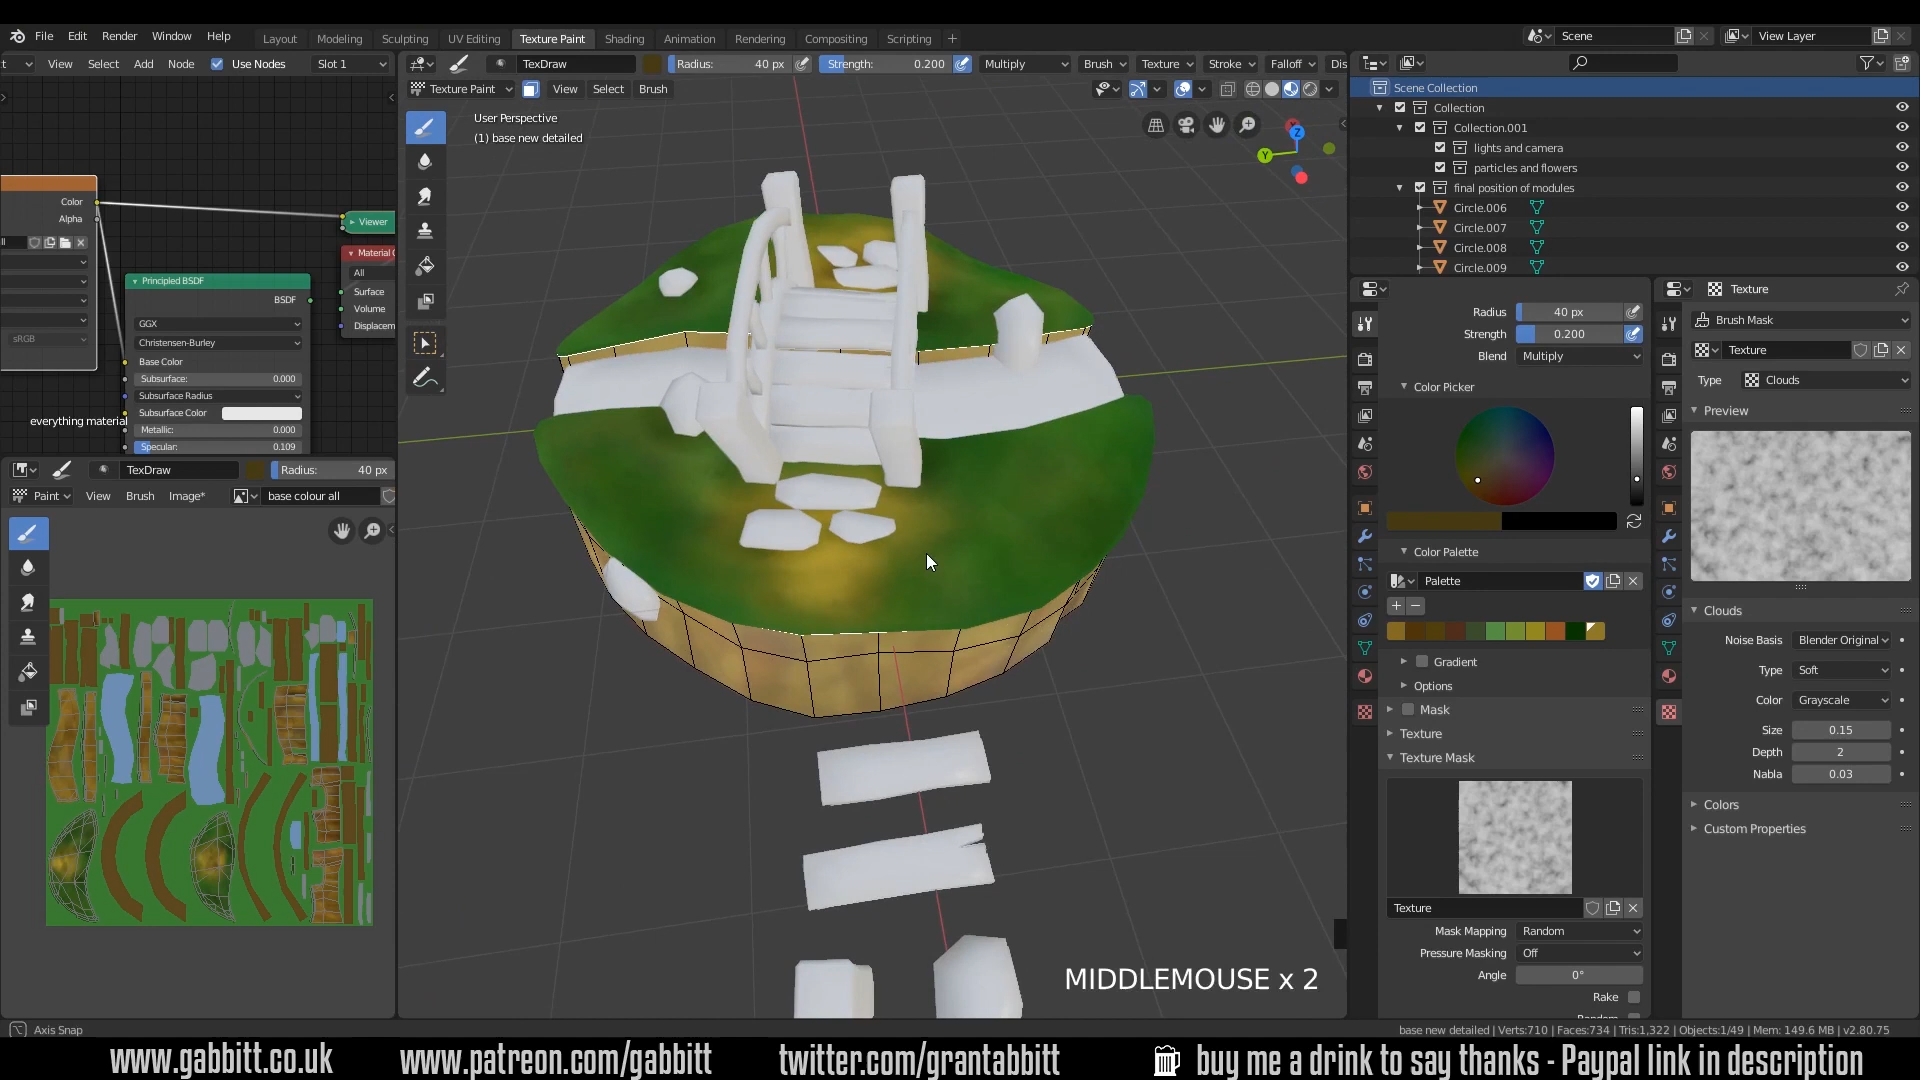 File Edit Render Window Help Layout Modeling Sculpting UV Editing Texture Paint Shading Animation Rendering Compositing Scripting + Scene View Layer
View Select Add Node Use Nodes Slot 1 TexDraw Radius: 40 px Strength: 0.200 Multiply Brush Texture Stroke Falloff Dis
Texture Paint View Select Brush
User Perspective
(1) base new detailed
Z
Y
Scene Collection
Collection
Collection.001
lights and camera
particles and flowers
final position of modules
Circle.006
Circle.007
Circle.008
Circle.009
Color
Alpha
Viewer
sRGB
Material
All
Surface
Volume
Displacem
Principled BSDF
BSDF
GGX
Christensen-Burley
Base Color
Subsurface: 0.000
Subsurface Radius
Subsurface Color
Metallic: 0.000
Specular: 0.109
everything material
TexDraw Radius: 40 px
Paint View Brush Image* base colour all
Radius 40 px
Strength 0.200
Blend Multiply
Color Picker
Color Palette
Palette
Gradient
Options
Mask
Texture
Texture Mask
Texture
Mask Mapping Random
Pressure Masking Off
Angle 0°
Rake
Texture
Brush Mask
Texture
Type Clouds
Preview
Clouds
Noise Basis Blender Original
Type Soft
Color Grayscale
Size 0.15
Depth 2
Nabla 0.03
Colors
Custom Properties
MIDDLEMOUSE x 2
Axis Snap
base new detailed | Verts:710 | Faces:734 | Tris:1,322 | Objects:1/49 | Mem: 149.6 MB | v2.80.75
www.gabbitt.co.uk www.patreon.com/gabbitt twitter.com/grantabbitt buy me a drink to say thanks - Paypal link in description